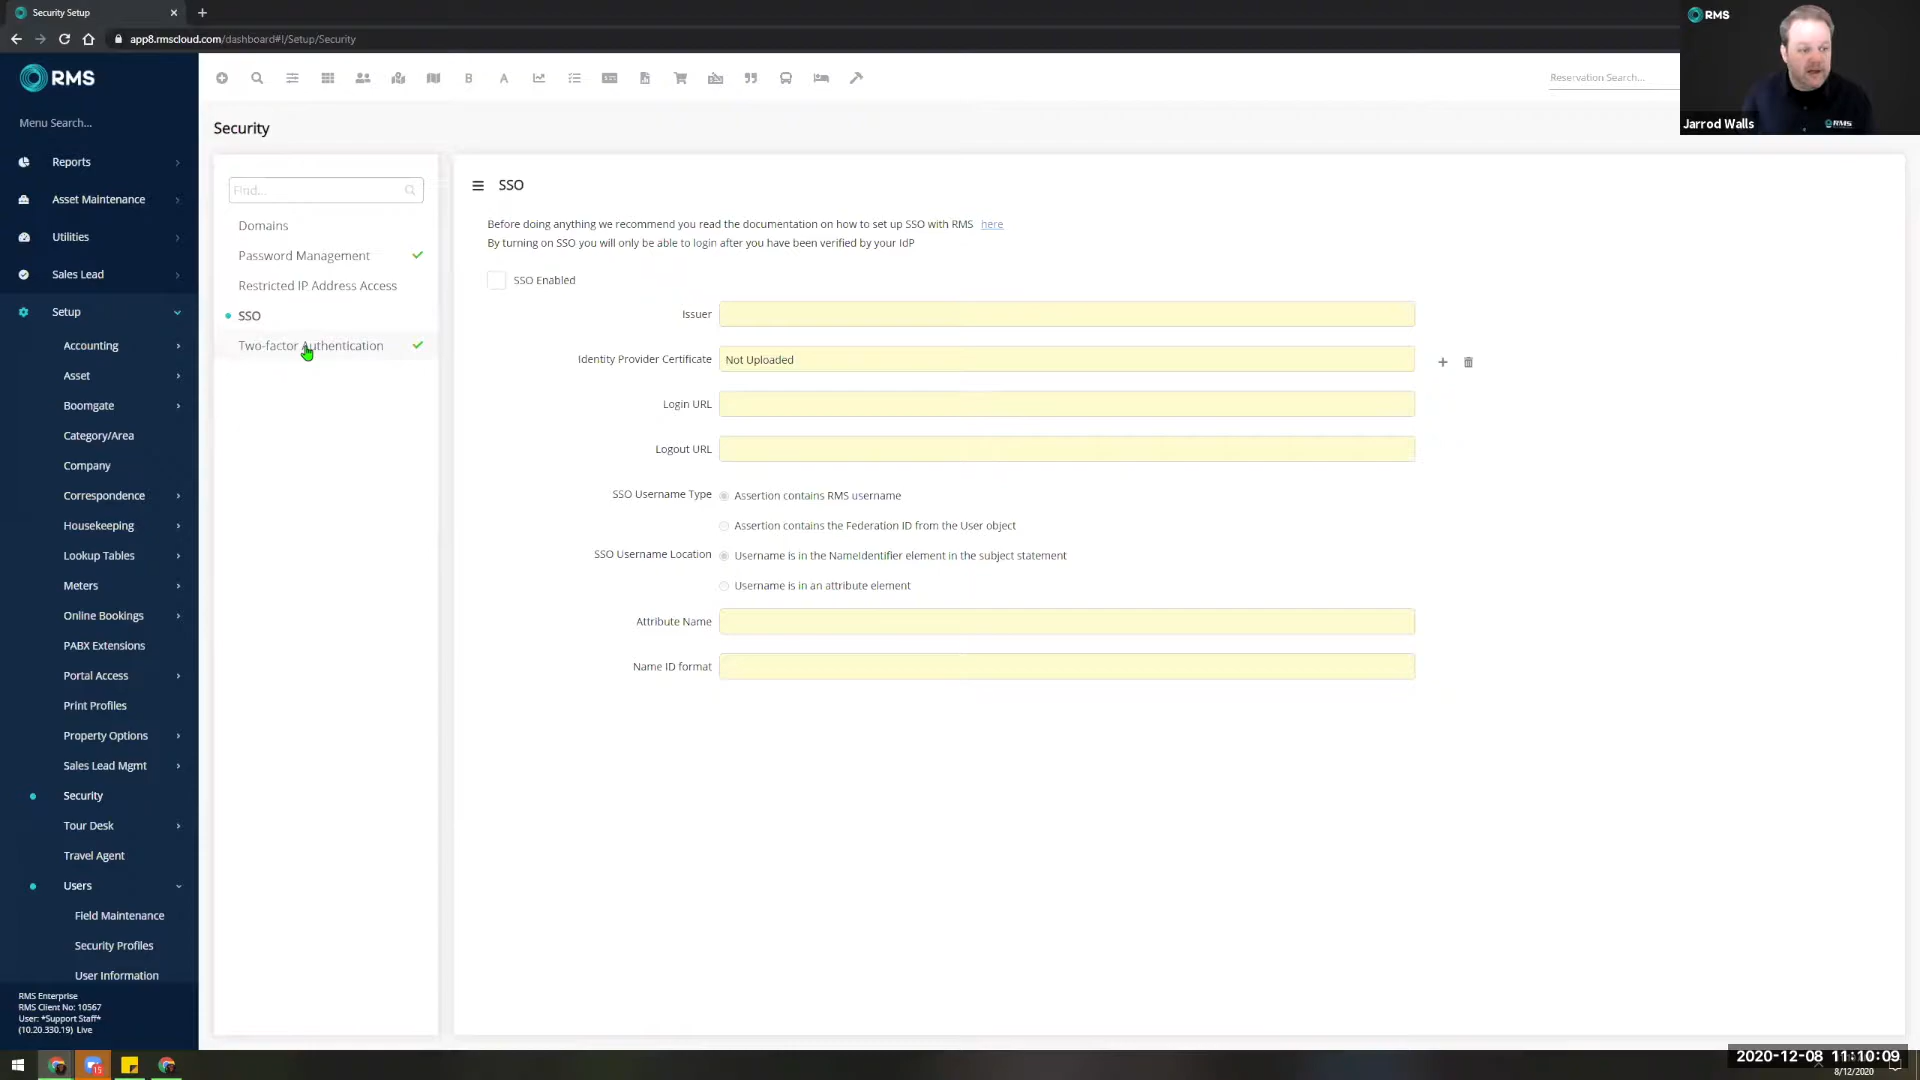 Security Setup
app8.rmscloud.com/dashboard#!/Setup/Security
RMS
Menu Search...
Reports
Asset Maintenance
Utilities
Sales Lead
Setup
Accounting
Asset
Boomgate
Category/Area
Company
Correspondence
Housekeeping
Lookup Tables
Meters
Online Bookings
PABX Extensions
Portal Access
Print Profiles
Property Options
Sales Lead Mgmt
Security
Tour Desk
Travel Agent
Users
Field Maintenance
Security Profiles
User Information
RMS Enterprise
RMS Client No: 10567
User: *Support Staff*
(10.20.330.19) Live
B
A
Reservation Search...
RMS
Jarrod Walls
RMS
Security
Find...
Domains
Password Management
Restricted IP Address Access
SSO
Two-factor Authentication
SSO
Before doing anything we recommend you read the documentation on how to set up SSO with RMS here
By turning on SSO you will only be able to login after you have been verified by your IdP
SSO Enabled
Issuer
Identity Provider Certificate Not Uploaded
Login URL
Logout URL
SSO Username Type Assertion contains RMS username
Assertion contains the Federation ID from the User object
SSO Username Location Username is in the NameIdentifier element in the subject statement
Username is in an attribute element
Attribute Name
Name ID format
15
2020-12-08 11:10:09
8/12/2020